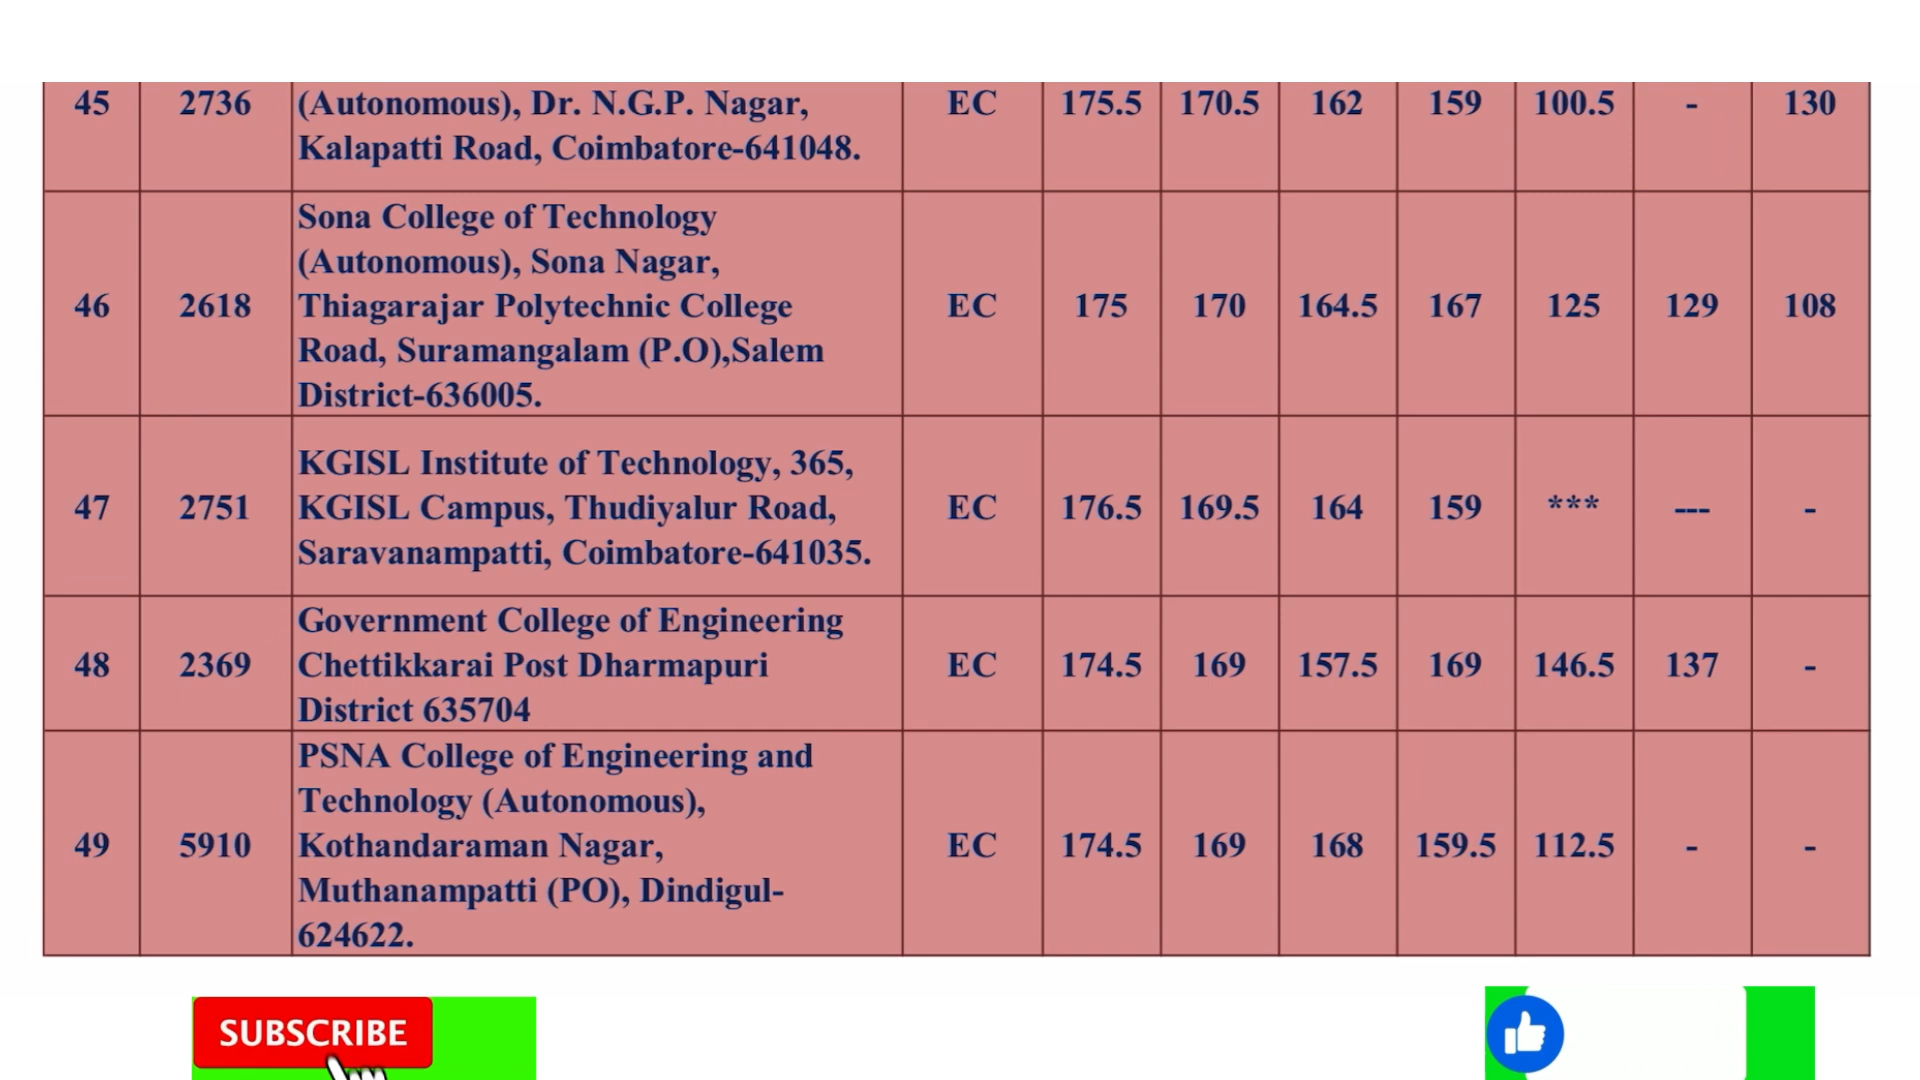 45 2736 (Autonomous), Dr. N.G.P. Nagar, EC 175.5 170.5 162 159 100.5 - 130
Kalapatti Road, Coimbatore-641048.
Sona College of Technology
(Autonomous), Sona Nagar,
46 2618 Thiagarajar Polytechnic College EC 175 170 164.5 167 125 129 108
Road, Suramangalam (P.O),Salem
District-636005.
KGISL Institute of Technology, 365,
47 2751 KGISL Campus, Thudiyalur Road, EC 176.5 169.5 164 159 *** --- -
Saravanampatti, Coimbatore-641035.
Government College of Engineering
48 2369 Chettikkarai Post Dharmapuri EC 174.5 169 157.5 169 146.5 137 -
District 635704
PSNA College of Engineering and
Technology (Autonomous),
49 5910 Kothandaraman Nagar, EC 174.5 169 168 159.5 112.5 - -
Muthanampatti (PO), Dindigul-
624622.
SUBSCRIBE